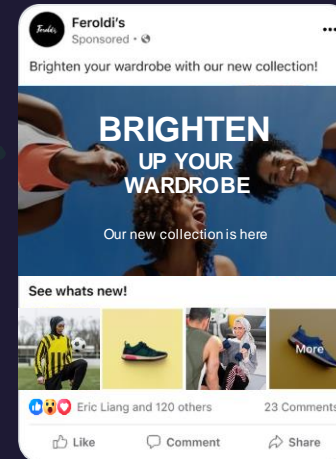 Feroldi's
Feroldi's
Sponsored
Brighten your wardrobe with our new collection!
BRIGHTEN
UP YOUR
WARDROBE
Our new collection is here
See whats new!
More
Eric Liang and 120 others 23 Comments
Like Comment Share